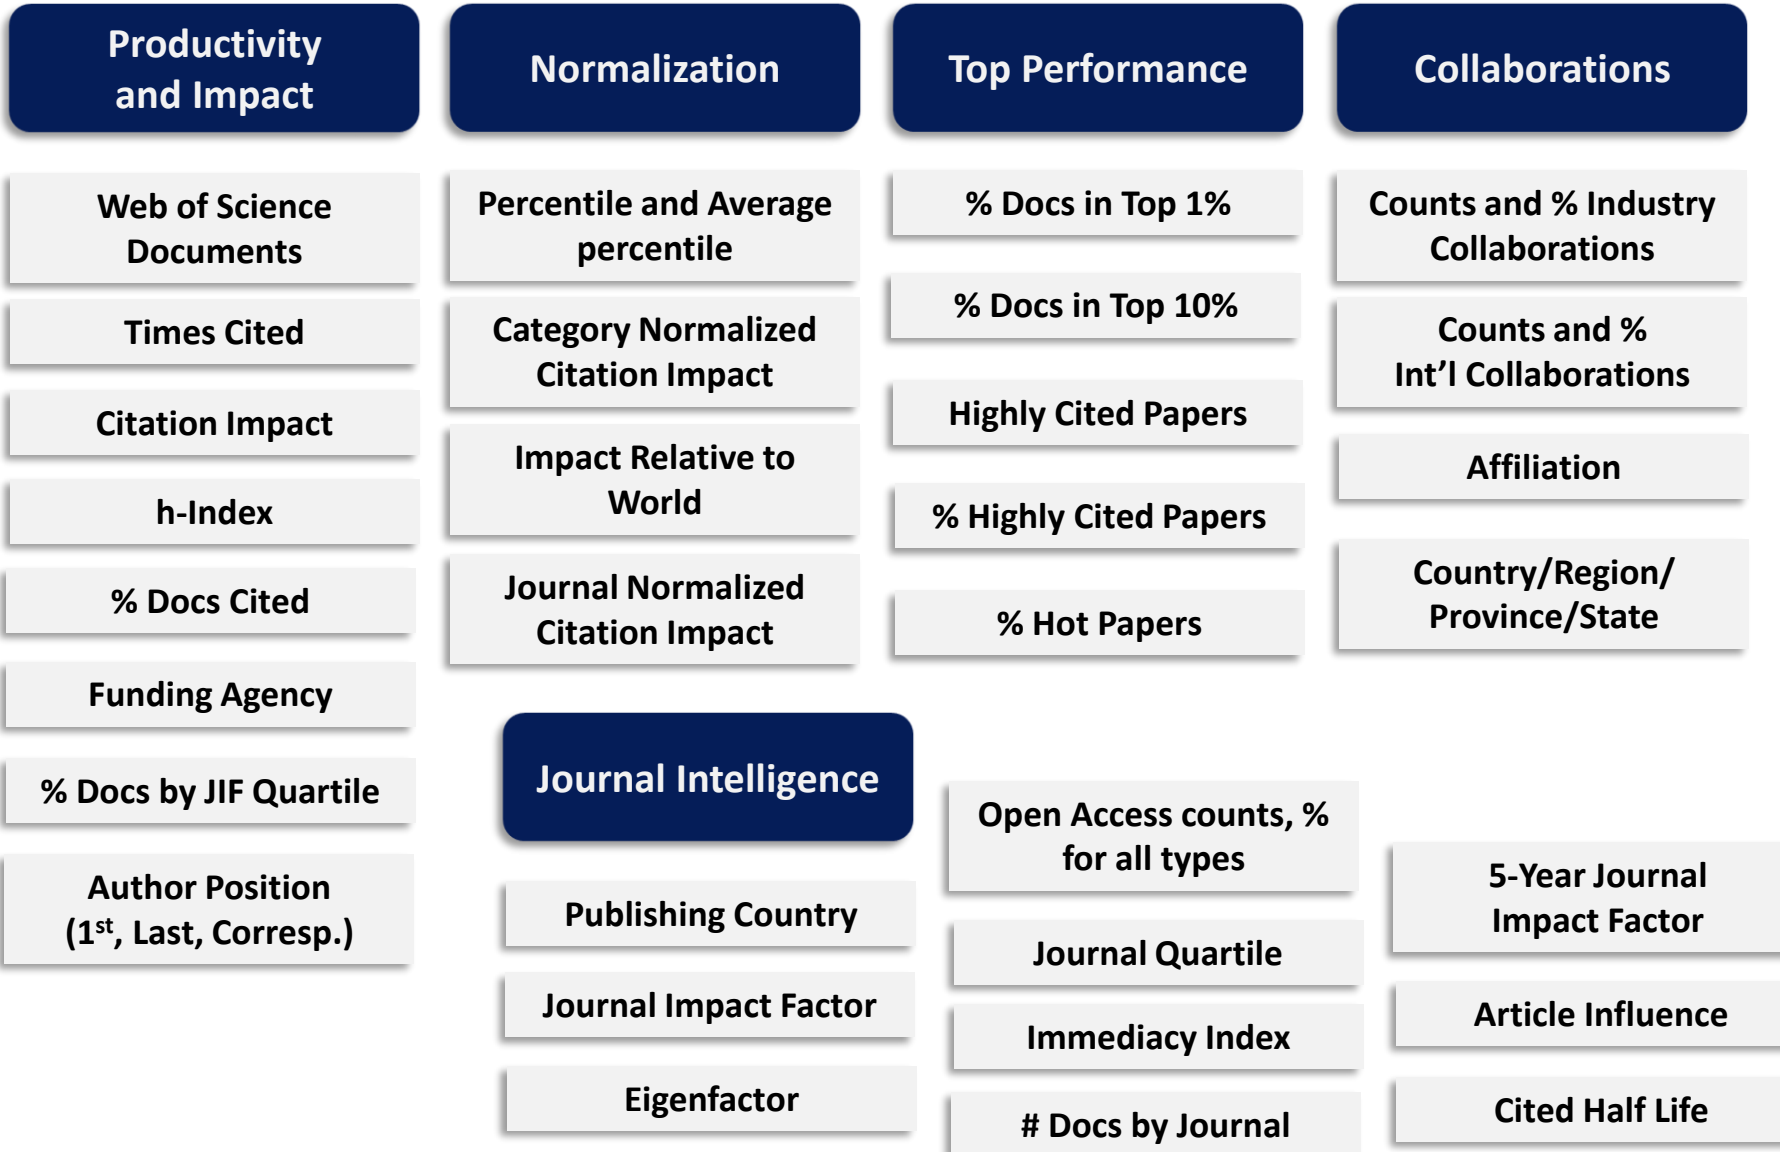 Productivity
and Impact
Web of Science
Documents
Times Cited
Citation Impact
h-Index
% Docs Cited
Funding Agency
% Docs by JIF Quartile
Author Position
(1st, Last, Corresp.)
Normalization
Percentile and Average
percentile
Category Normalized
Citation Impact
Impact Relative to
World
Journal Normalized
Citation Impact
Top Performance
% Docs in Top 1%
% Docs in Top 10%
Highly Cited Papers
% Highly Cited Papers
% Hot Papers
Collaborations
Counts and % Industry
Collaborations
Counts and %
Int’l Collaborations
Affiliation
Country/Region/
Province/State
Journal Intelligence
Publishing Country
Journal Impact Factor
Eigenfactor
Open Access counts, %
for all types
Journal Quartile
Immediacy Index
# Docs by Journal
5-Year Journal
Impact Factor
Article Influence
Cited Half Life